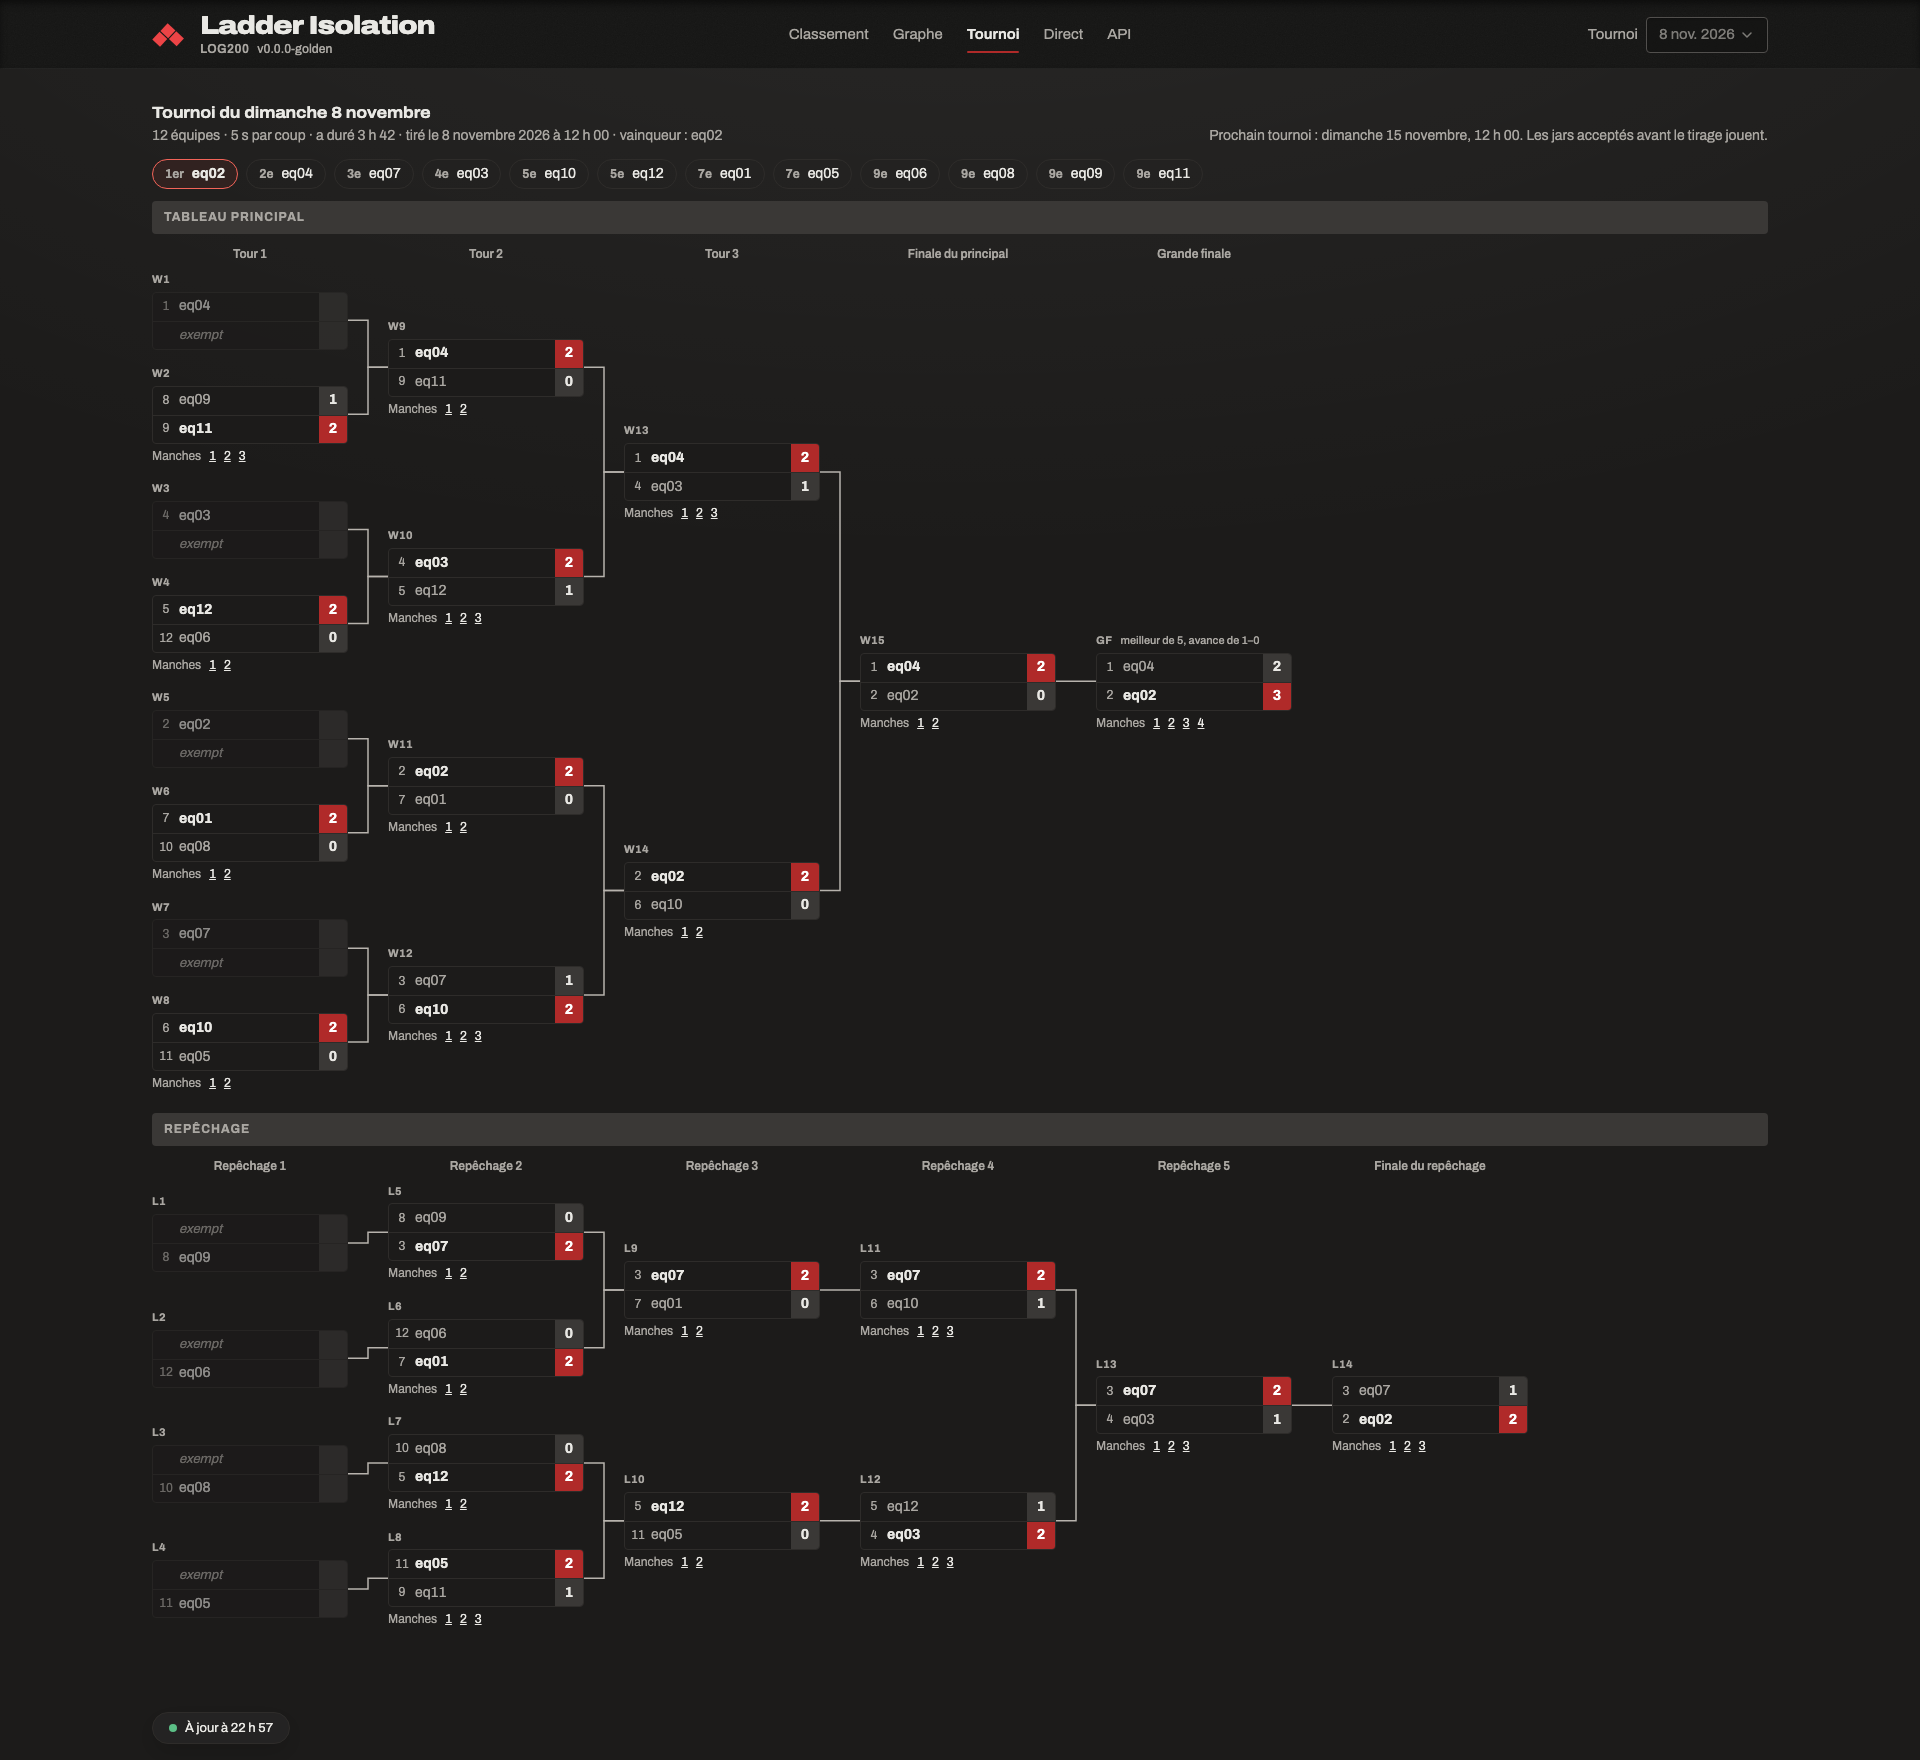 Ladder Isolation
LOG200 v0.0.0-golden
Classement Graphe Tournoi Direct API
Tournoi 8 nov. 2026
Tournoi du dimanche 8 novembre
12 équipes · 5 s par coup · a duré 3 h 42 · tiré le 8 novembre 2026 à 12 h 00 · vainqueur : eq02
Prochain tournoi : dimanche 15 novembre, 12 h 00. Les jars acceptés avant le tirage jouent.
1er eq02 2e eq04 3e eq07 4e eq03 5e eq10 5e eq12 7e eq01 7e eq05 9e eq06 9e eq08 9e eq09 9e eq11
TABLEAU PRINCIPAL
Tour 1 Tour 2 Tour 3 Finale du principal Grande finale
W1
1 eq04
exempt
W2
8 eq09 1
9 eq11 2
Manches 1 2 3
W3
4 eq03
exempt
W4
5 eq12 2
12 eq06 0
Manches 1 2
W5
2 eq02
exempt
W6
7 eq01 2
10 eq08 0
Manches 1 2
W7
3 eq07
exempt
W8
6 eq10 2
11 eq05 0
Manches 1 2
W9
1 eq04 2
9 eq11 0
Manches 1 2
W10
4 eq03 2
5 eq12 1
Manches 1 2 3
W11
2 eq02 2
7 eq01 0
Manches 1 2
W12
3 eq07 1
6 eq10 2
Manches 1 2 3
W13
1 eq04 2
4 eq03 1
Manches 1 2 3
W14
2 eq02 2
6 eq10 0
Manches 1 2
W15
1 eq04 2
2 eq02 0
Manches 1 2
GF meilleur de 5, avance de 1–0
1 eq04 2
2 eq02 3
Manches 1 2 3 4
REPÊCHAGE
Repêchage 1 Repêchage 2 Repêchage 3 Repêchage 4 Repêchage 5 Finale du repêchage
L1
exempt
8 eq09
L2
exempt
12 eq06
L3
exempt
10 eq08
L4
exempt
11 eq05
L5
8 eq09 0
3 eq07 2
Manches 1 2
L6
12 eq06 0
7 eq01 2
Manches 1 2
L7
10 eq08 0
5 eq12 2
Manches 1 2
L8
11 eq05 2
9 eq11 1
Manches 1 2 3
L9
3 eq07 2
7 eq01 0
Manches 1 2
L10
5 eq12 2
11 eq05 0
Manches 1 2
L11
3 eq07 2
6 eq10 1
Manches 1 2 3
L12
5 eq12 1
4 eq03 2
Manches 1 2 3
L13
3 eq07 2
4 eq03 1
Manches 1 2 3
L14
3 eq07 1
2 eq02 2
Manches 1 2 3
À jour à 22 h 57